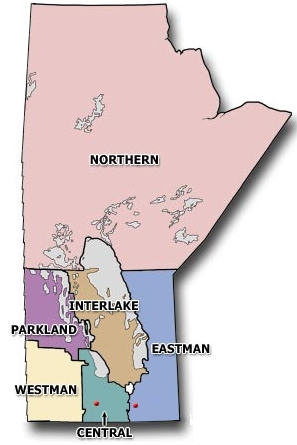 NORTHERN
INTERLAKE
PARKLAND
EASTMAN
WESTMAN
CENTRAL